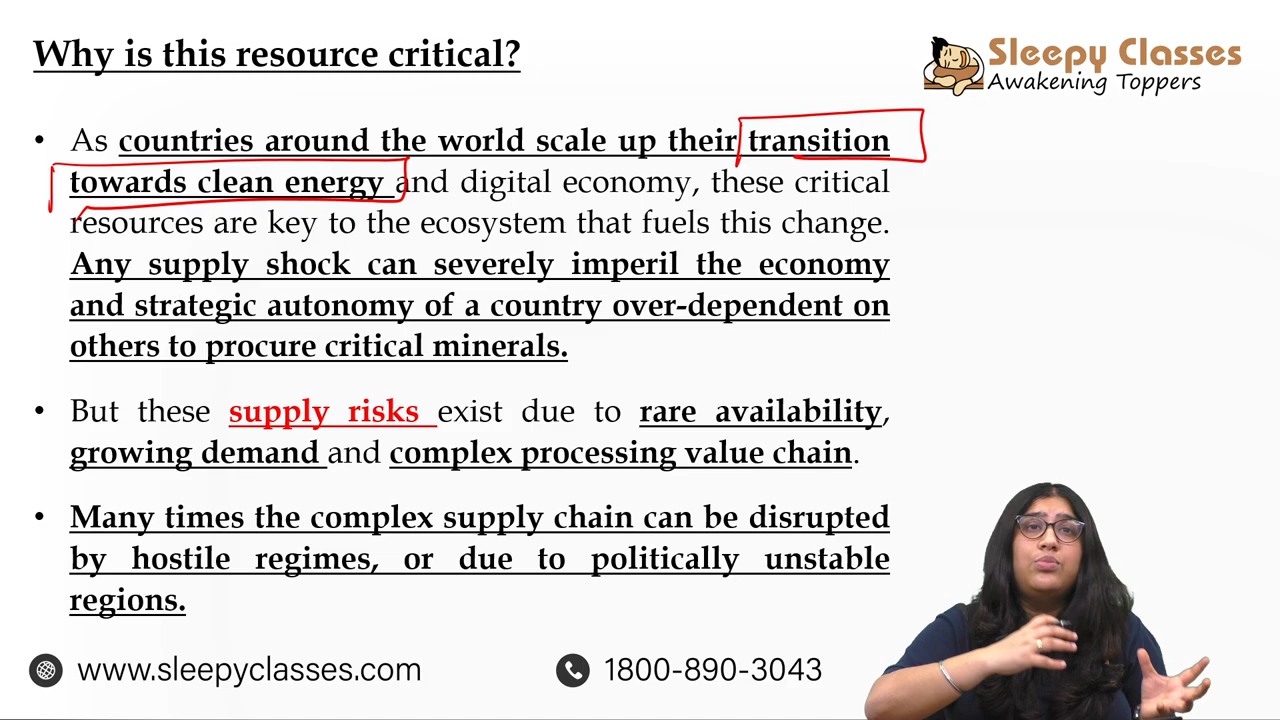 Why is this resource critical?
Sleepy Classes
Awakening Toppers
• As countries around the world scale up their transition
towards clean energy and digital economy, these critical
resources are key to the ecosystem that fuels this change.
Any supply shock can severely imperil the economy
and strategic autonomy of a country over-dependent on
others to procure critical minerals.
• But these supply risks exist due to rare availability,
growing demand and complex processing value chain.
• Many times the complex supply chain can be disrupted
by hostile regimes, or due to politically unstable
regions.
www.sleepyclasses.com
1800-890-3043